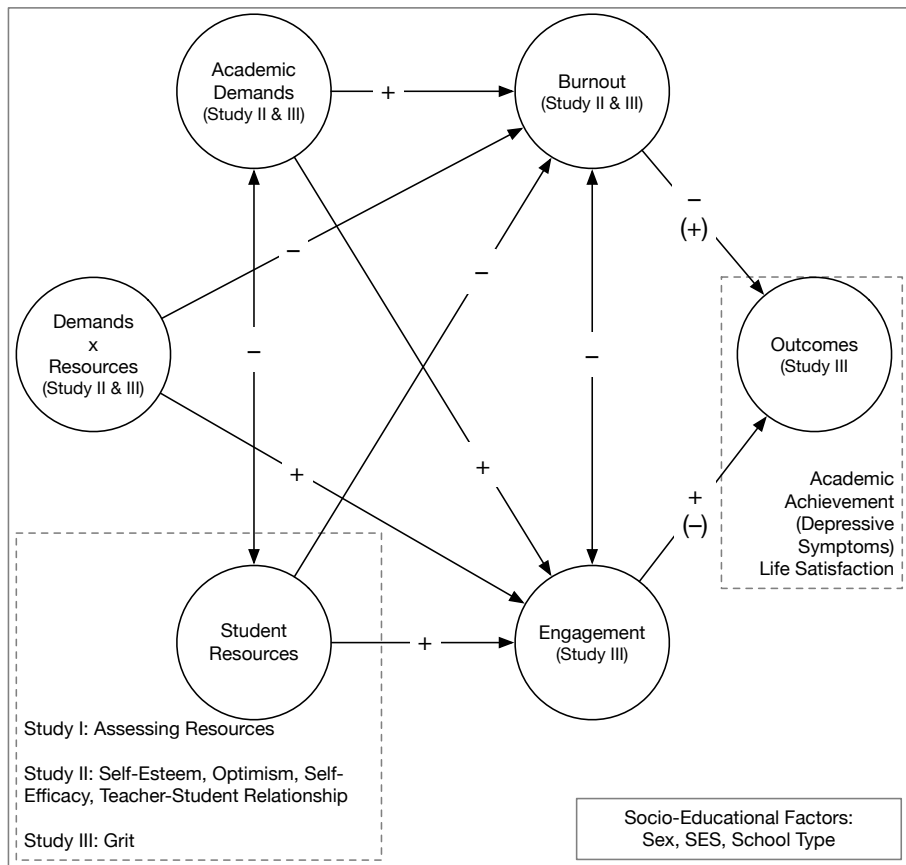 Academic
Demands
(Study II & III)
+
Burnout
(Study II & III)
−
(+)
−
−
Demands
x
Resources
(Study II & III)
−
−
Outcomes
(Study III
+
+
Academic
Achievement
(Depressive
Symptoms)
Life Satisfaction
+
(−)
Student
Resources
+
Engagement
(Study III)
Study I: Assessing Resources
Study II: Self-Esteem, Optimism, Self-
Efficacy, Teacher-Student Relationship
Study III: Grit
Socio-Educational Factors:
Sex, SES, School Type